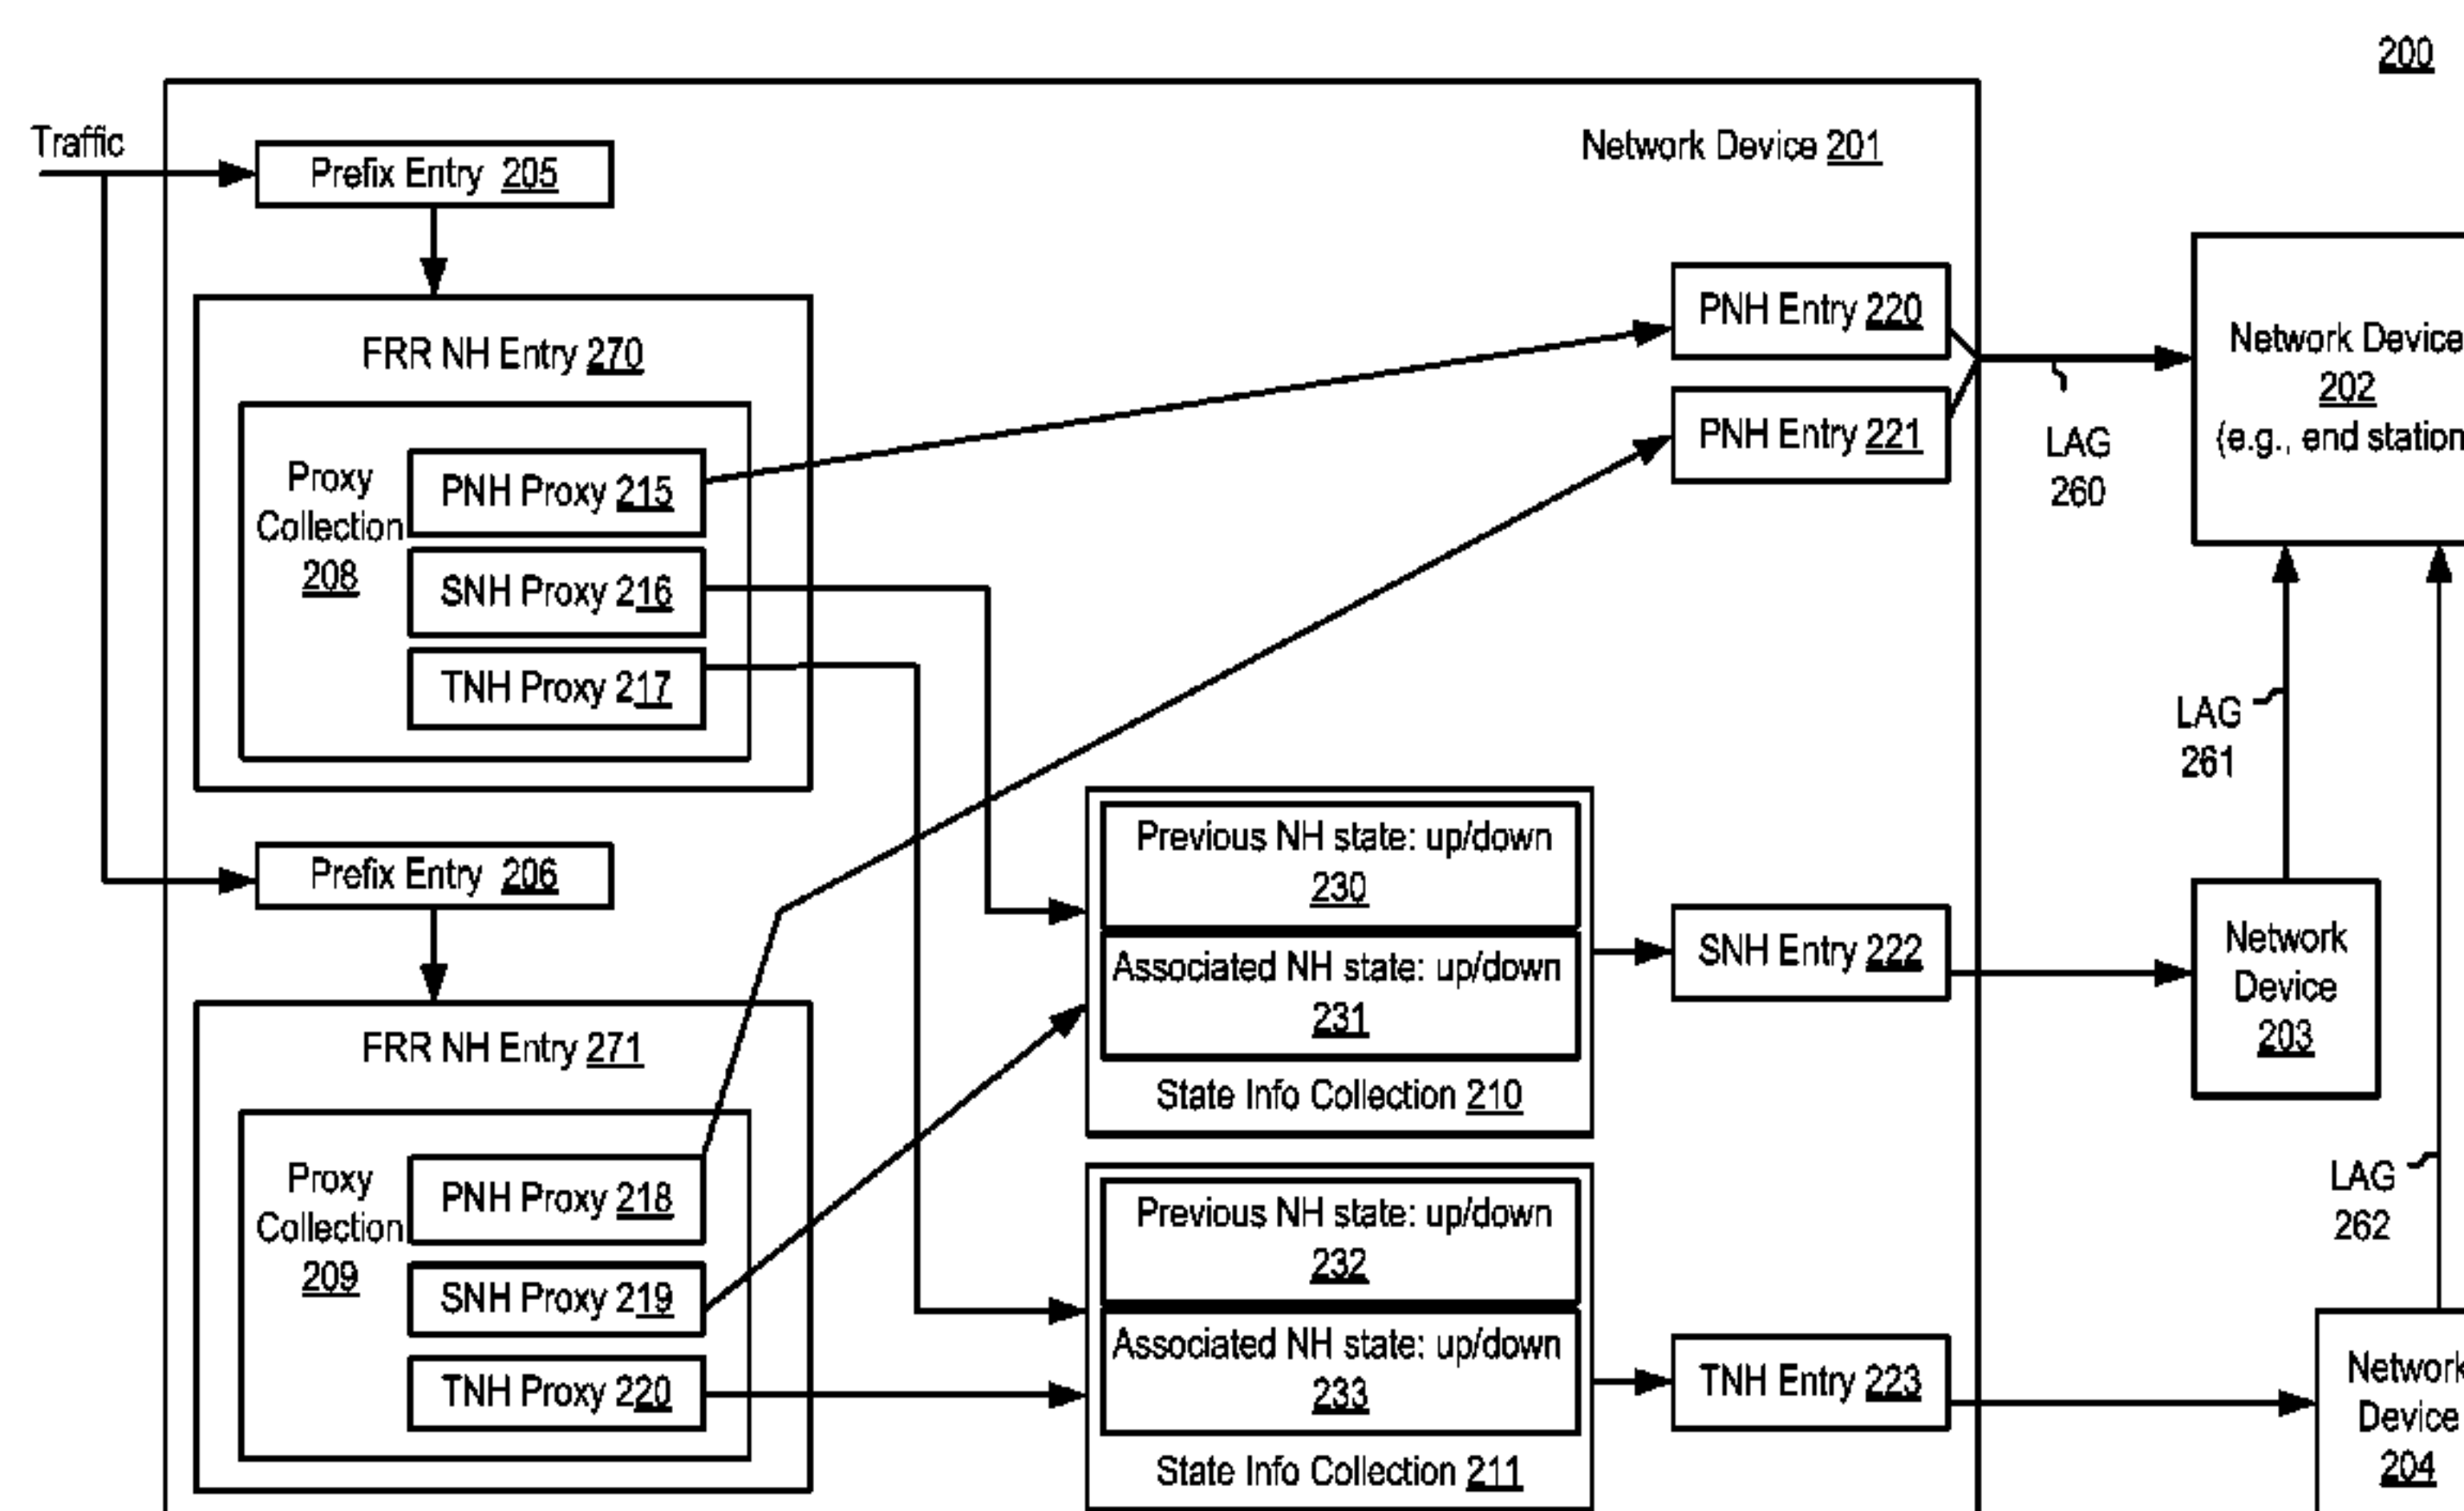 200
Traffic
Network Device 201
Prefix Entry 205
FRR NH Entry 270
Proxy
Collection
208
PNH Proxy 215
SNH Proxy 216
TNH Proxy 217
PNH Entry 220
PNH Entry 221
LAG
260
Network Device
202
(e.g., end station
LAG
261
Prefix Entry 206
FRR NH Entry 271
Proxy
Collection
209
PNH Proxy 218
SNH Proxy 219
TNH Proxy 220
Previous NH state: up/down
230
Associated NH state: up/down
231
State Info Collection 210
SNH Entry 222
Network
Device
203
Previous NH state: up/down
232
Associated NH state: up/down
233
State Info Collection 211
TNH Entry 223
LAG
262
Network
Device
204